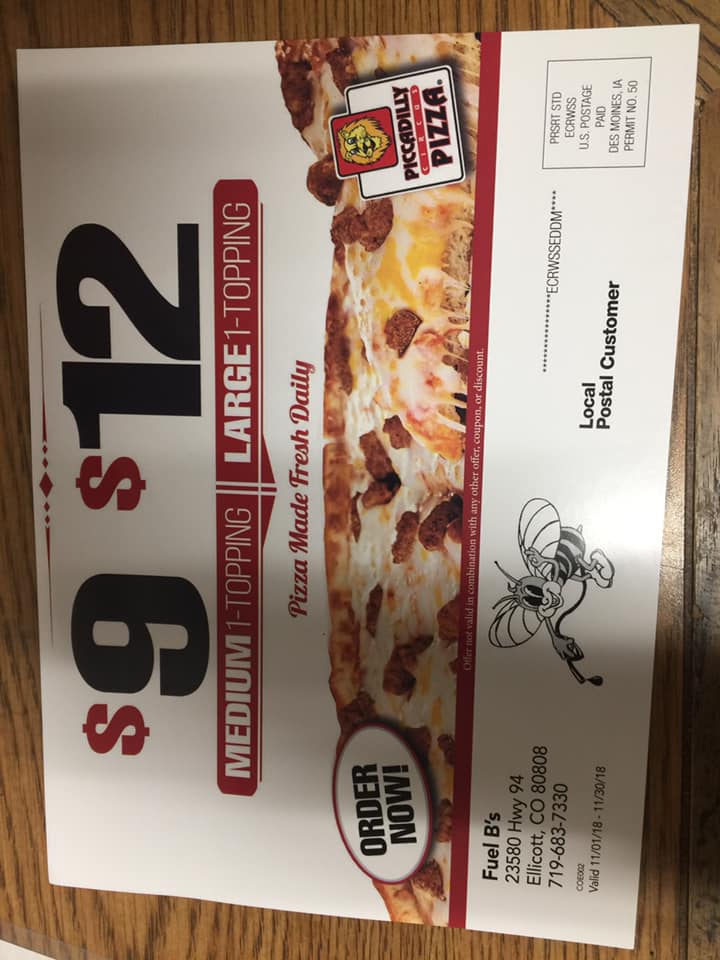 $9 $12
MEDIUM 1-TOPPING LARGE 1-TOPPING
Pizza Made Fresh Daily
PICCADILLY
CIRCUS
PIZZA.
ORDER
NOW!
Offer not valid in combination with any other offer, coupon, or discount.
Fuel B's
23580 Hwy 94
Ellicott, CO 80808
719-683-7330
COE002
Valid 11/01/18 - 11/30/18
PRSRT STD
ECRWSS
U.S. POSTAGE
PAID
DES MOINES, IA
PERMIT NO. 50
******************ECRWSSEDDM****
Local
Postal Customer